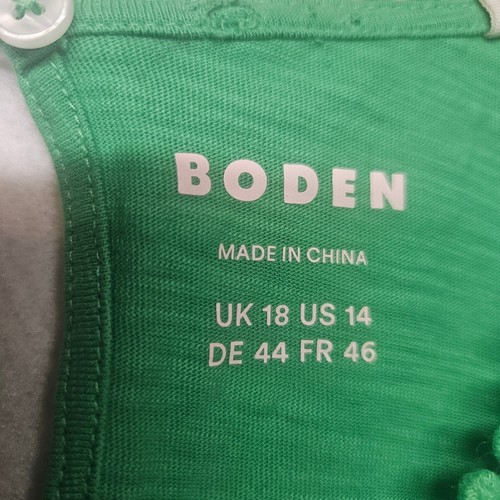 BODEN
MADE IN CHINA
UK 18 US 14
DE 44 FR 46